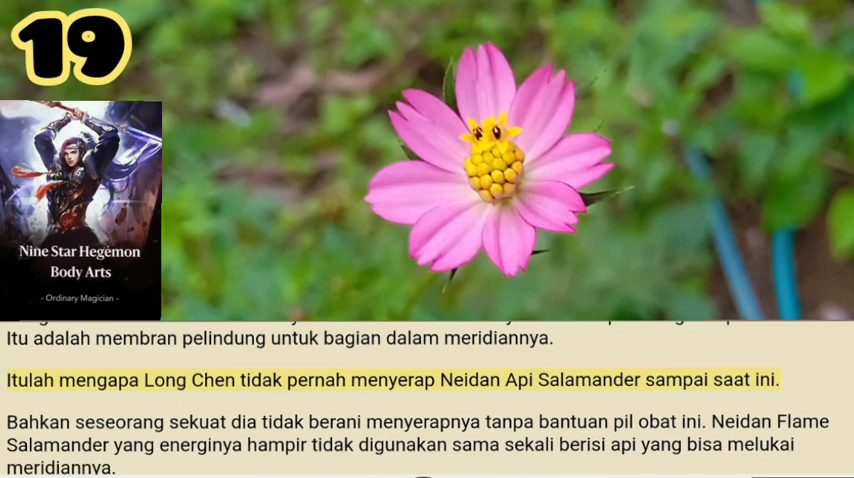 19
Nine Star Hegemon
Body Arts
- Ordinary Magician -
Itu adalah membran pelindung untuk bagian dalam meridiannya.
Itulah mengapa Long Chen tidak pernah menyerap Neidan Api Salamander sampai saat ini.
Bahkan seseorang sekuat dia tidak berani menyerapnya tanpa bantuan pil obat ini. Neidan Flame
Salamander yang energinya hampir tidak digunakan sama sekali berisi api yang bisa melukai
meridiannya.